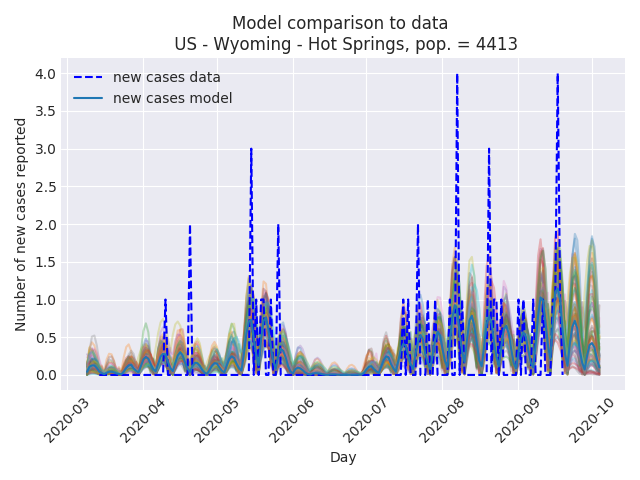 Model comparison to data
US - Wyoming - Hot Springs, pop. = 4413
new cases data
new cases model
Number of new cases reported
4.0
3.5
3.0
2.5
2.0
1.5
1.0
0.5
0.0
2020-03
2020-04
2020-05
2020-06
2020-07
2020-08
2020-09
2020-10
Day